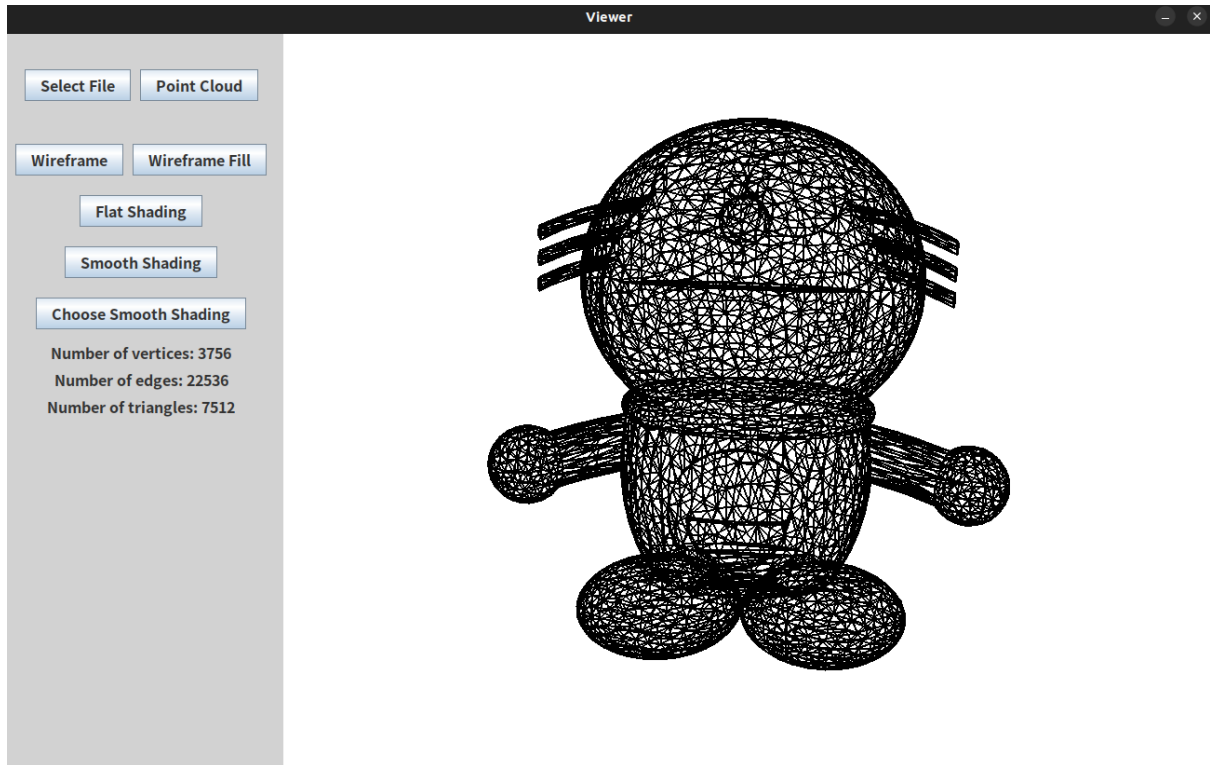 Viewer
Select File Point Cloud
Wireframe Wireframe Fill
Flat Shading
Smooth Shading
Choose Smooth Shading
Number of vertices: 3756
Number of edges: 22536
Number of triangles: 7512